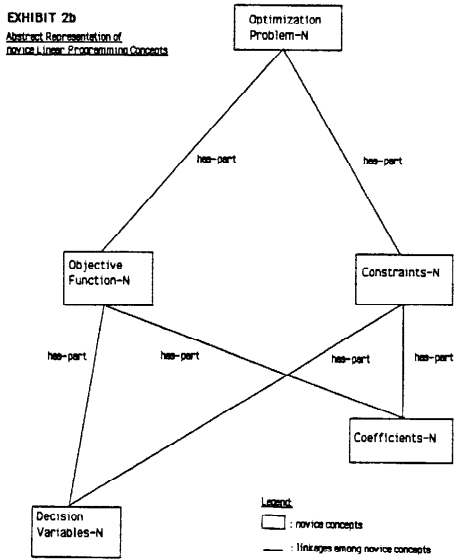 EXHIBIT 2b
Abstract Representation of
novice Linear Programming Concepts
Optimization
Problem-N
has-part
has-part
Objective
Function-N
Constraints-N
has-part
has-part
has-part
has-part
Coefficients-N
Decision
Variables-N
Legend:
: novice concepts
: linkages among novice concepts